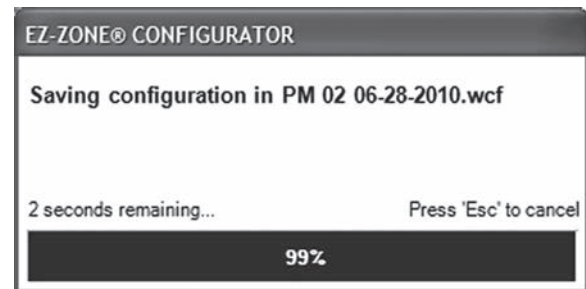 EZ-ZONE® CONFIGURATOR
Saving configuration in PM 02 06-28-2010.wcf
2 seconds remaining... Press 'Esc' to cancel
99%